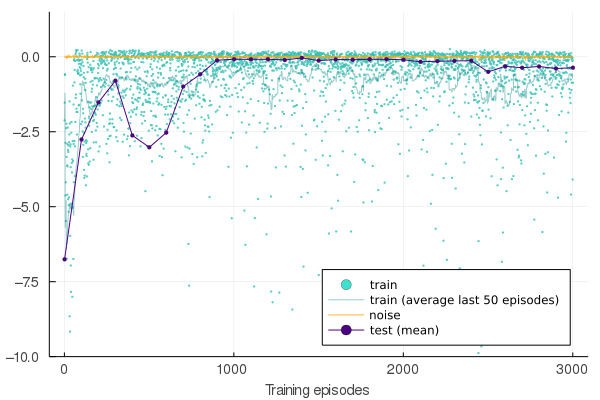 0.0
−2.5
−5.0
−7.5
−10.0
0
1000
2000
3000
Training episodes
train
train (average last 50 episodes)
noise
test (mean)